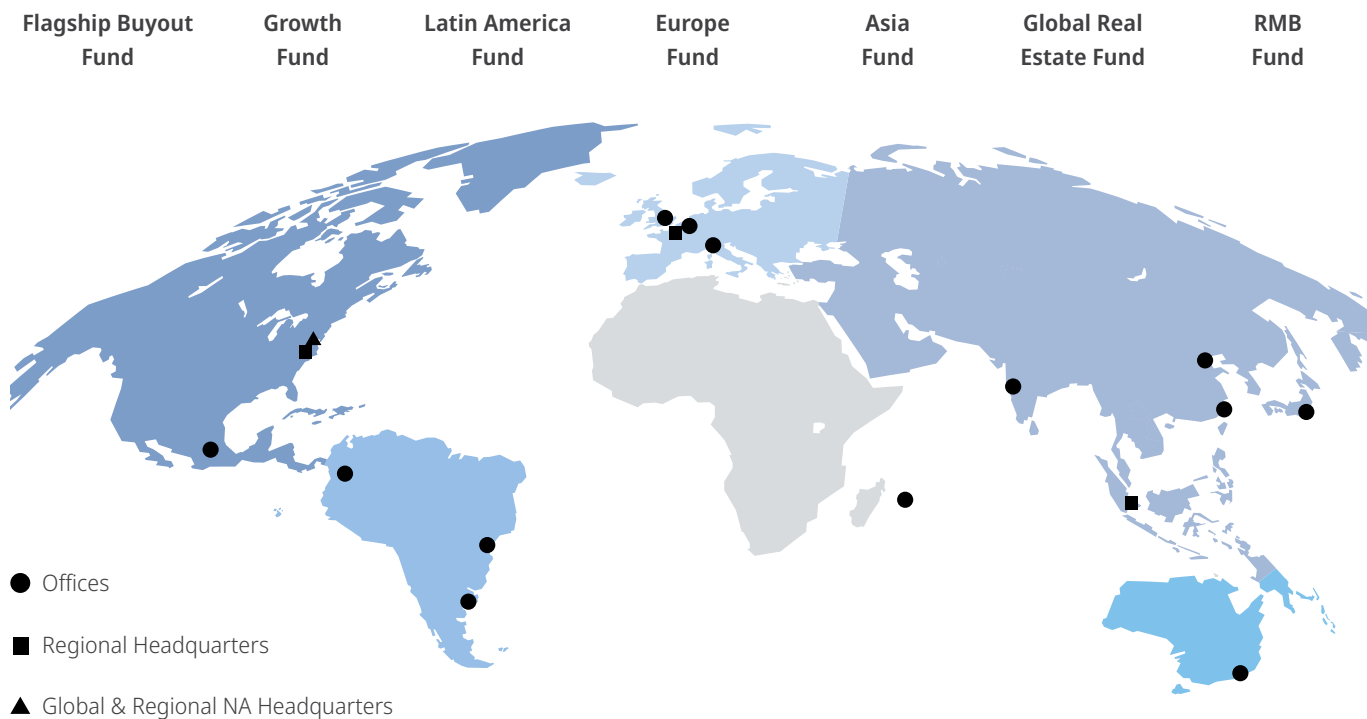 Flagship Buyout
Fund
Growth
Fund
Latin America
Fund
Europe
Fund
Asia
Fund
Global Real
Estate Fund
RMB
Fund
Offices
Regional Headquarters
Global & Regional NA Headquarters